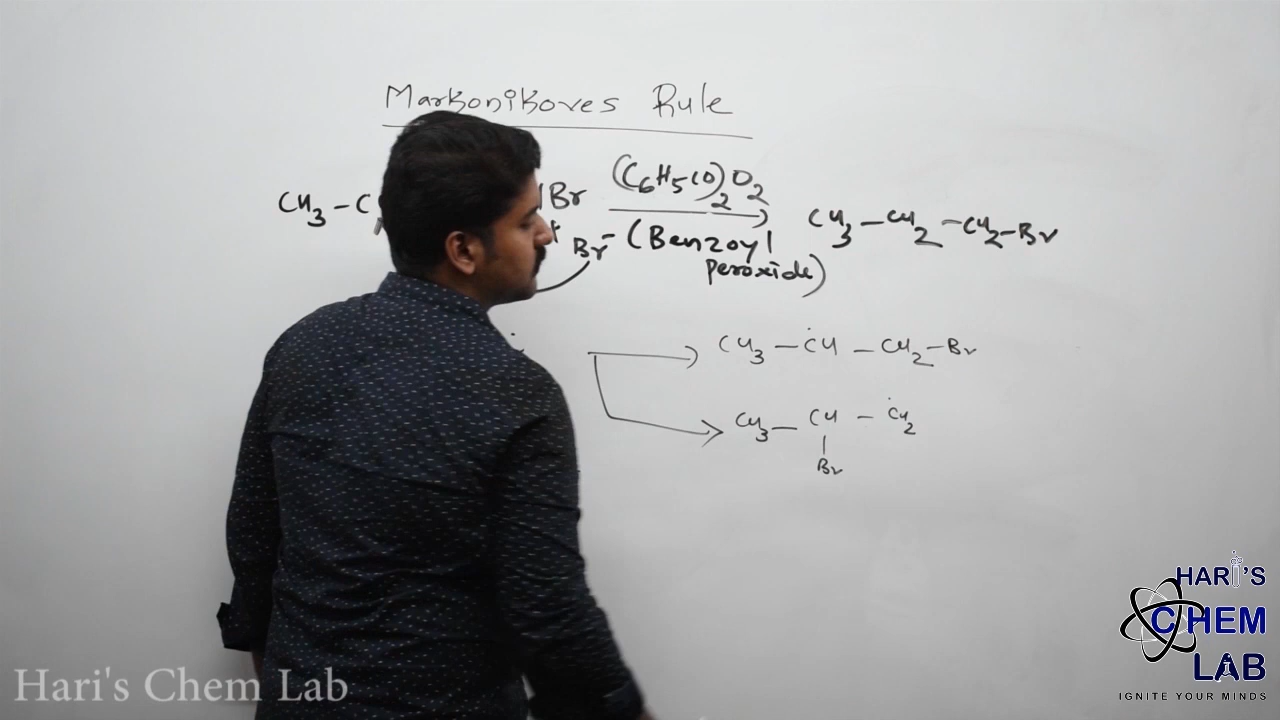 Markonikoves Rule
CH3 - C
HBr
(C6H5CO)2O2
Br-
(Benzoyl
peroxide)
CH3 - CH2 - CH2 - Br
CH3 - ĊH - CH2 - Br
CH3 - CH - ĊH2
Br
Hari's Chem Lab
HARI'S
CHEM
LAB
IGNITE YOUR MINDS